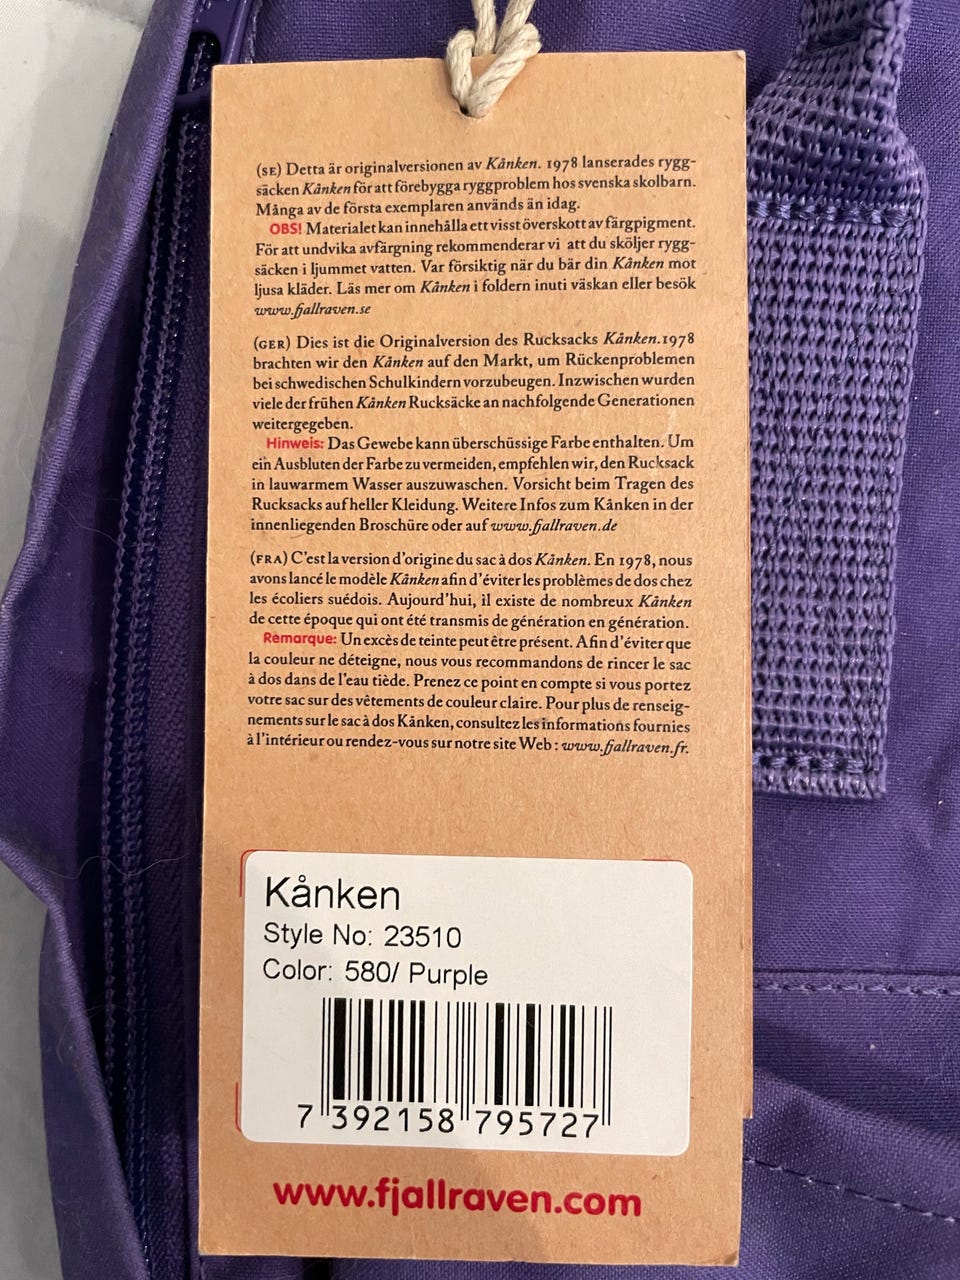 (SE) Detta är originalversionen av Kånken. 1978 lanserades rygg-
säcken Kånken för att förebygga ryggproblem hos svenska skolbarn.
Många av de första exemplaren används än idag.
OBS! Materialet kan innehålla ett visst överskott av färgpigment.
För att undvika avfärgning rekommenderar vi att du sköljer rygg-
säcken i ljummet vatten. Var försiktig när du bär din Kånken mot
ljusa kläder. Läs mer om Kånken i foldern inuti väskan eller besök
www.fjallraven.se
(GER) Dies ist die Originalversion des Rucksacks Kånken.1978
brachten wir den Kånken auf den Markt, um Rückenproblemen
bei schwedischen Schulkindern vorzubeugen. Inzwischen wurden
viele der frühen Kånken Rucksäcke an nachfolgende Generationen
weitergegeben.
Hinweis: Das Gewebe kann überschüssige Farbe enthalten. Um
ein Ausbluten der Farbe zu vermeiden, empfehlen wir, den Rucksack
in lauwarmem Wasser auszuwaschen. Vorsicht beim Tragen des
Rucksacks auf heller Kleidung. Weitere Infos zum Kånken in der
innenliegenden Broschüre oder auf www.fjallraven.de
(FRA) C'est la version d'origine du sac à dos Kånken. En 1978, nous
avons lancé le modèle Kånken afin d'éviter les problèmes de dos chez
les écoliers suédois. Aujourd'hui, il existe de nombreux Kånken
de cette époque qui ont été transmis de génération en génération.
Remarque: Un excès de teinte peut être présent. Afin d'éviter que
la couleur ne déteigne, nous vous recommandons de rincer le sac
à dos dans de l'eau tiède. Prenez ce point en compte si vous portez
votre sac sur des vêtements de couleur claire. Pour plus de renseig-
nements sur le sac à dos Kånken, consultez les informations fournies
à l'intérieur ou rendez-vous sur notre site Web : www.fjallraven.fr.
Kånken
Style No: 23510
Color: 580/ Purple
7 392158 795727
www.fjallraven.com